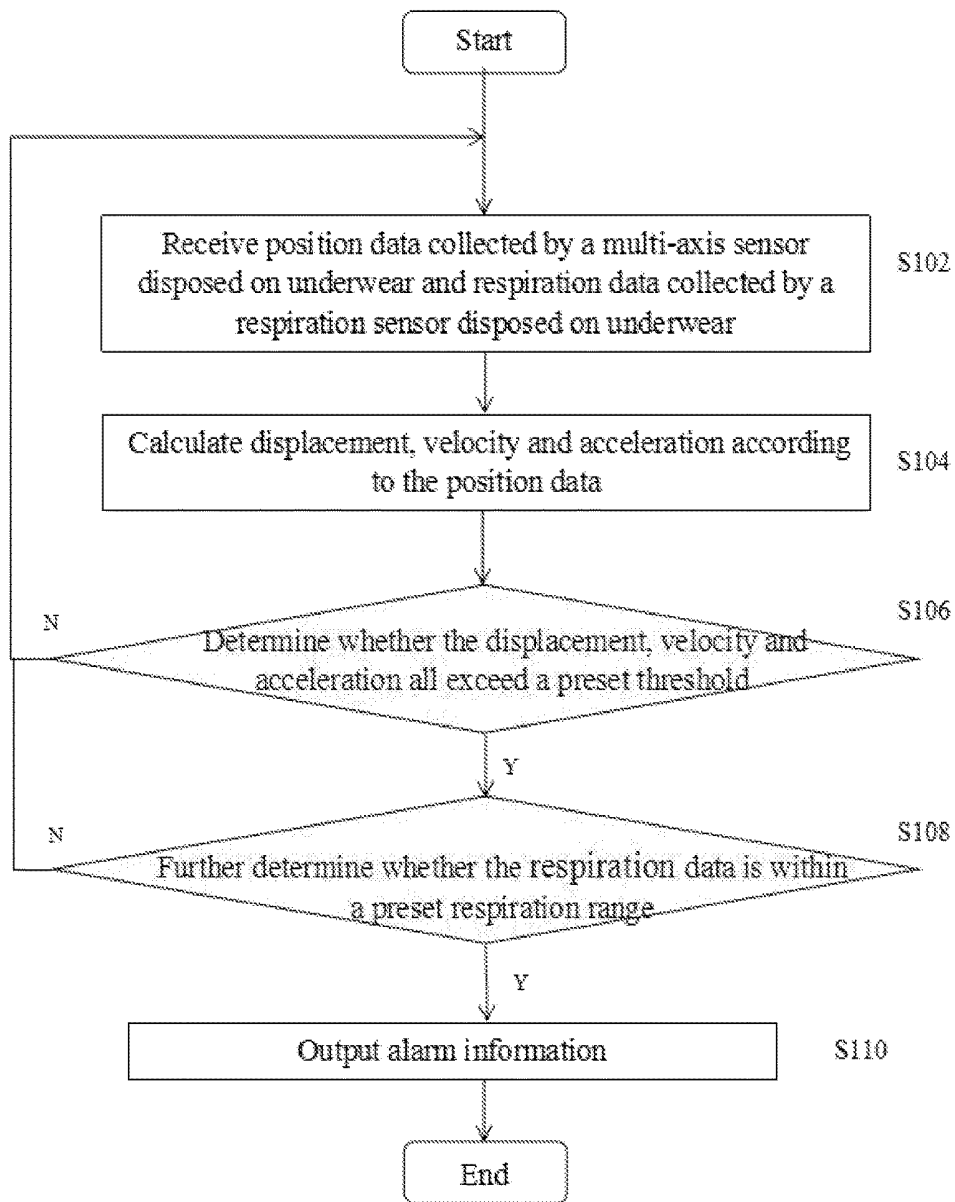 Start
Receive position data collected by a multi-axis sensor
disposed on underwear and respiration data collected by a
respiration sensor disposed on underwear
S102
Calculate displacement, velocity and acceleration according
to the position data
S104
S106
N
Determine whether the displacement, velocity and
acceleration all exceed a preset threshold
Y
S108
N
Further determine whether the respiration data is within
a preset respiration range
Y
Output alarm information
S110
End